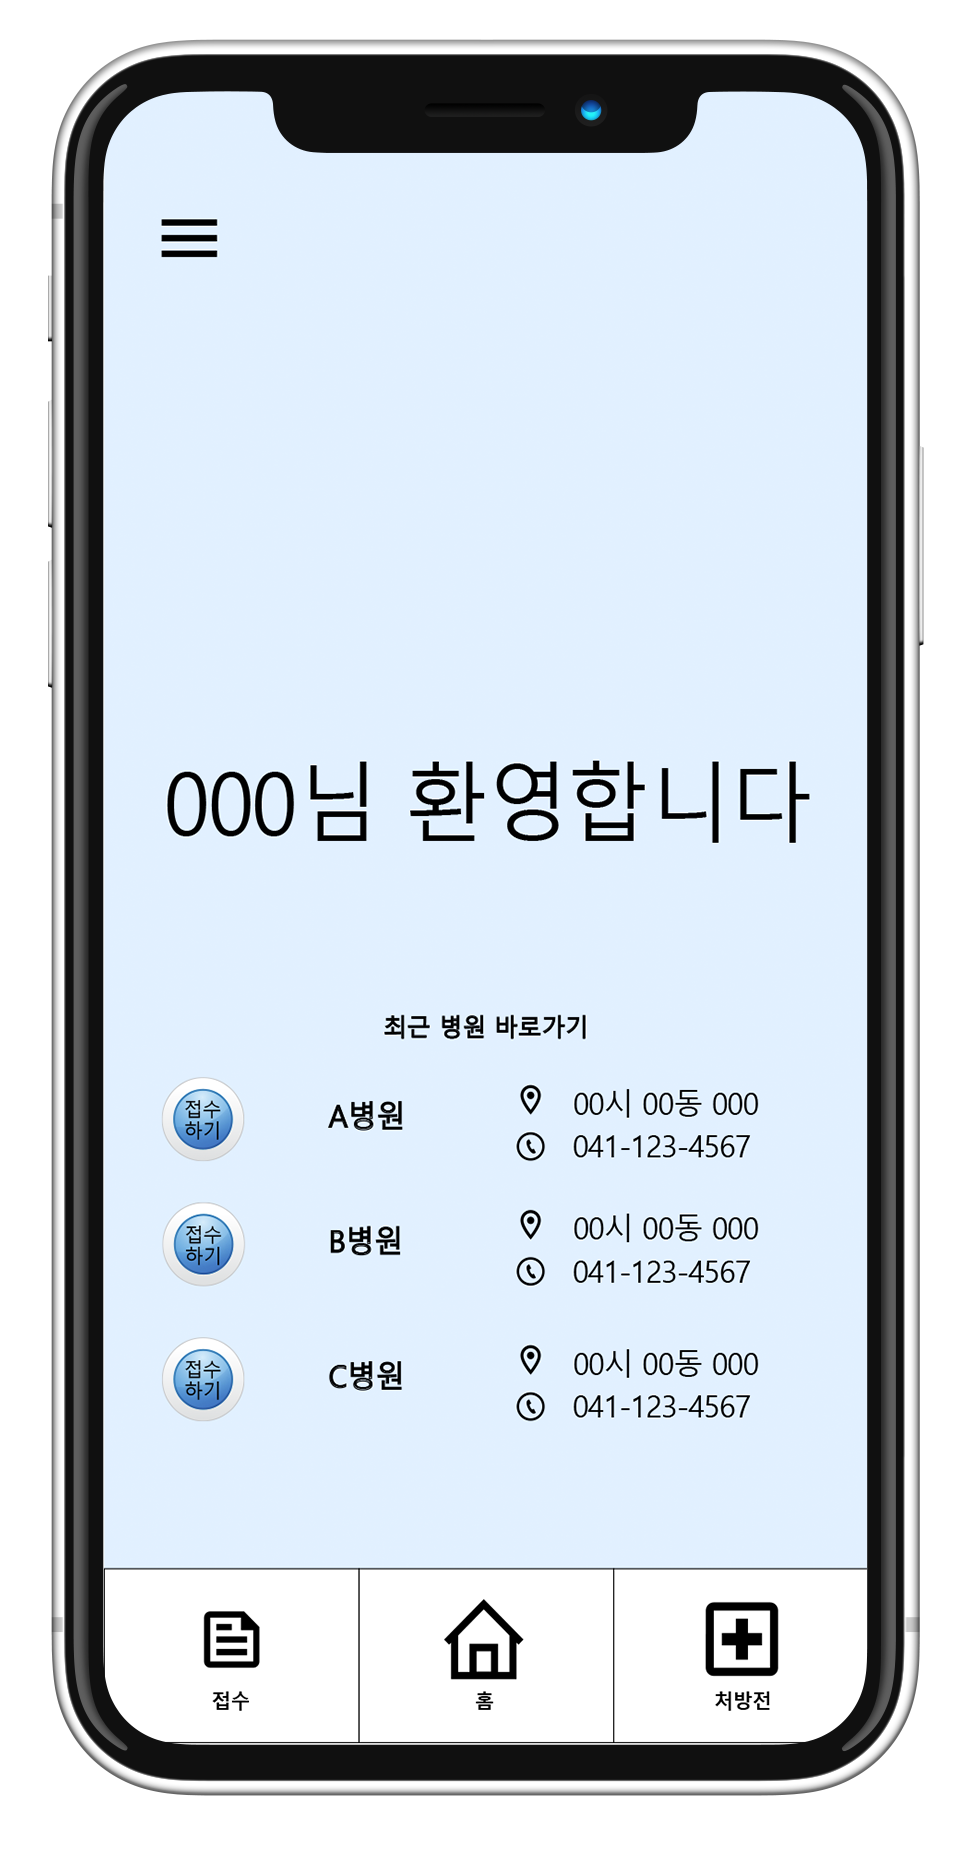 000님 환영합니다
최근 병원 바로가기
접수
하기
A병원
00시 00동 000
041-123-4567
접수
하기
B병원
00시 00동 000
041-123-4567
접수
하기
C병원
00시 00동 000
041-123-4567
접수
홈
처방전